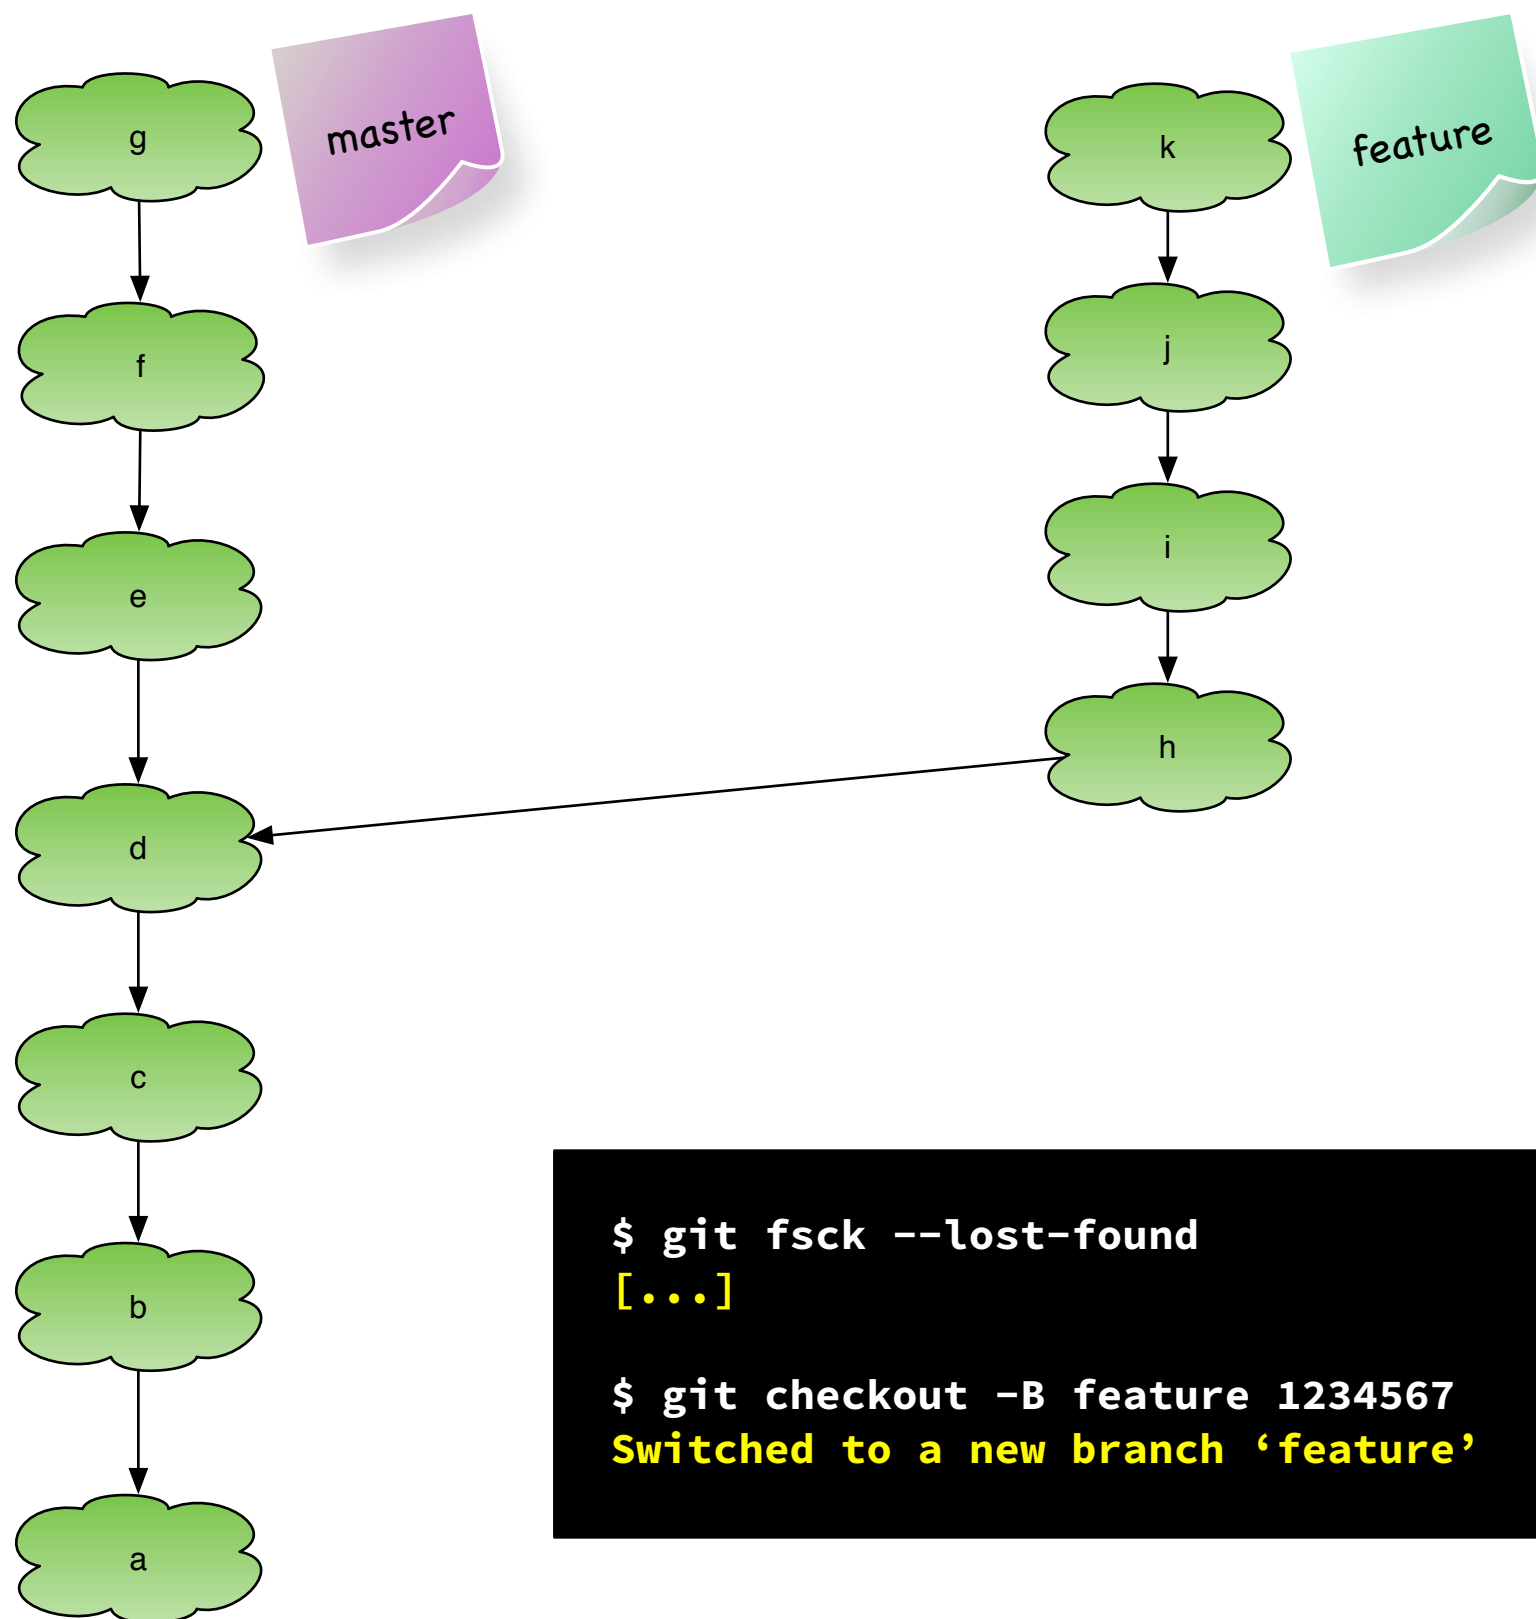 g
master
f
e
d
c
b
a
k
feature
j
i
h
$ git fsck --lost-found
[...]
$ git checkout -B feature 1234567
Switched to a new branch ‘feature’